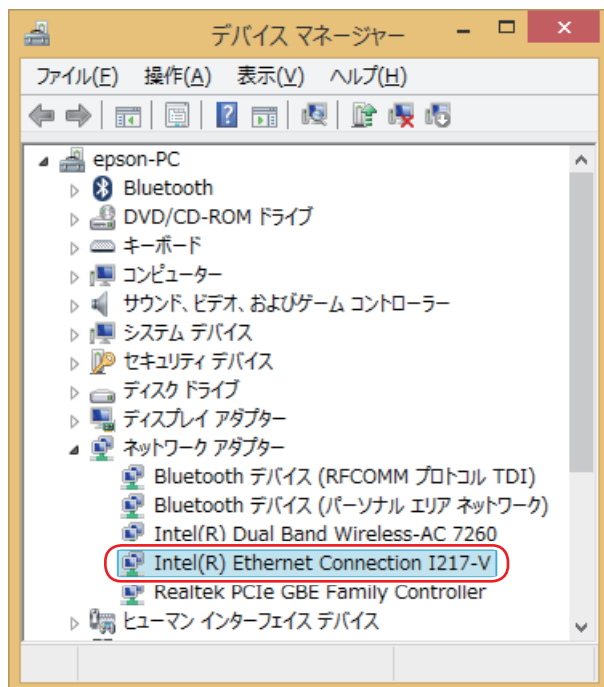 デバイス マネージャー
ファイル(F) 操作(A) 表示(V) ヘルプ(H)
epson-PC
Bluetooth
DVD/CD-ROM ドライブ
キーボード
コンピューター
サウンド、ビデオ、およびゲーム コントローラー
システム デバイス
セキュリティ デバイス
ディスク ドライブ
ディスプレイ アダプター
ネットワーク アダプター
Bluetooth デバイス (RFCOMM プロトコル TDI)
Bluetooth デバイス (パーソナル エリア ネットワーク)
Intel(R) Dual Band Wireless-AC 7260
Intel(R) Ethernet Connection I217-V
Realtek PCIe GBE Family Controller
ヒューマン インターフェイス デバイス